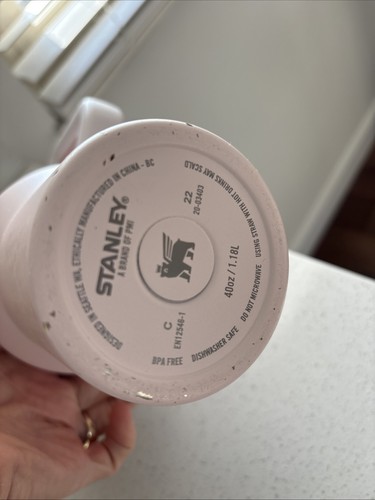 STANLEY®
A BRAND OF PMI
DESIGNED IN SEATTLE WA, ETHICALLY MANUFACTURED IN CHINA - BC
USING WITH STRAW HOT DRINKS MAY SCALD
22
20-03403
40oz / 1.18L
C
EN12546-1
BPA FREE
DISHWASHER SAFE
DO NOT MICROWAVE